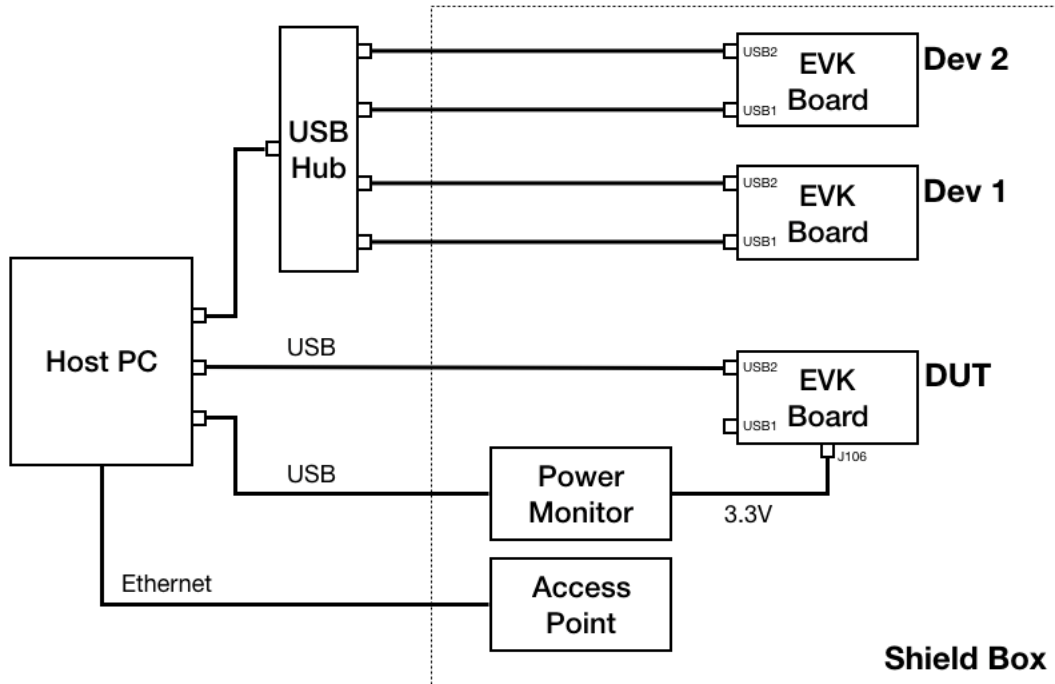 USB2
EVK
Board
USB1
Dev 2
USB
Hub
USB2
EVK
Board
USB1
Dev 1
Host PC
USB
USB2
EVK
Board
USB1
J106
DUT
USB
Power
Monitor
3.3V
Ethernet
Access
Point
Shield Box